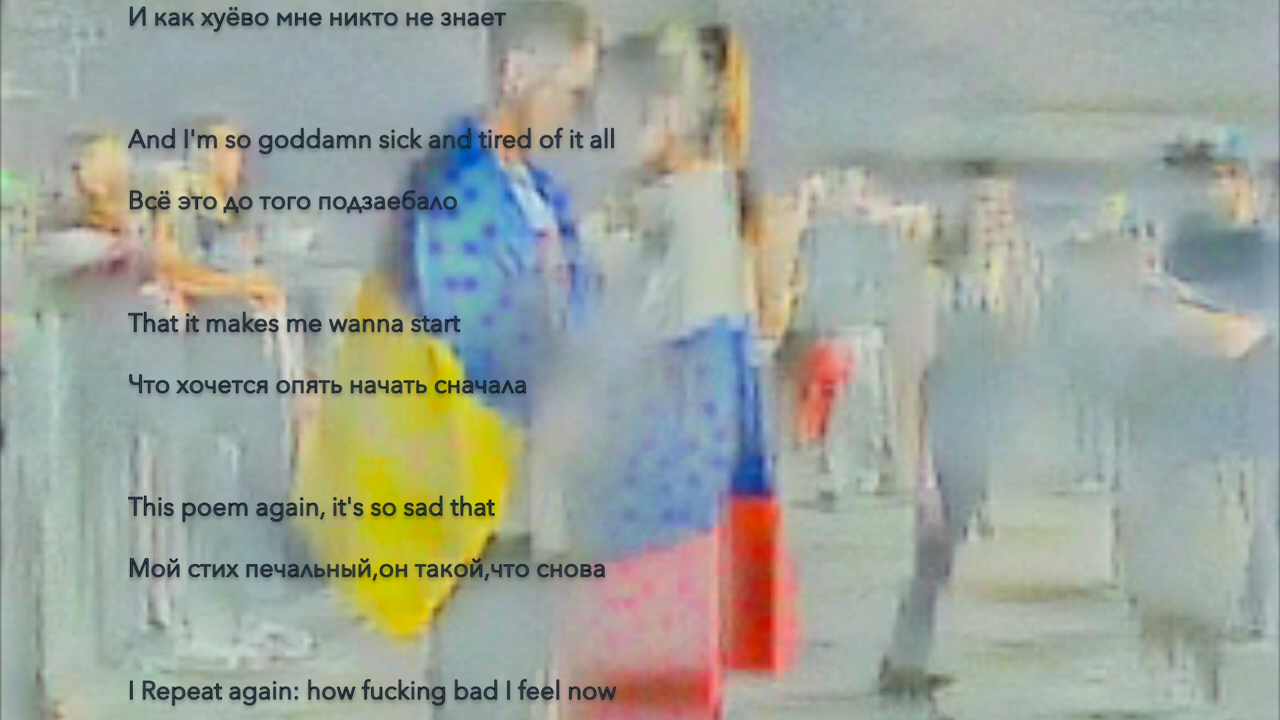 И как хуёво мне никто не знает
And I'm so goddamn sick and tired of it all
Всё это до того подзаебало
That it makes me wanna start
Что хочется опять начать сначала
This poem again, it's so sad that
Мой стих печальный,он такой,что снова
I Repeat again: how fucking bad I feel now